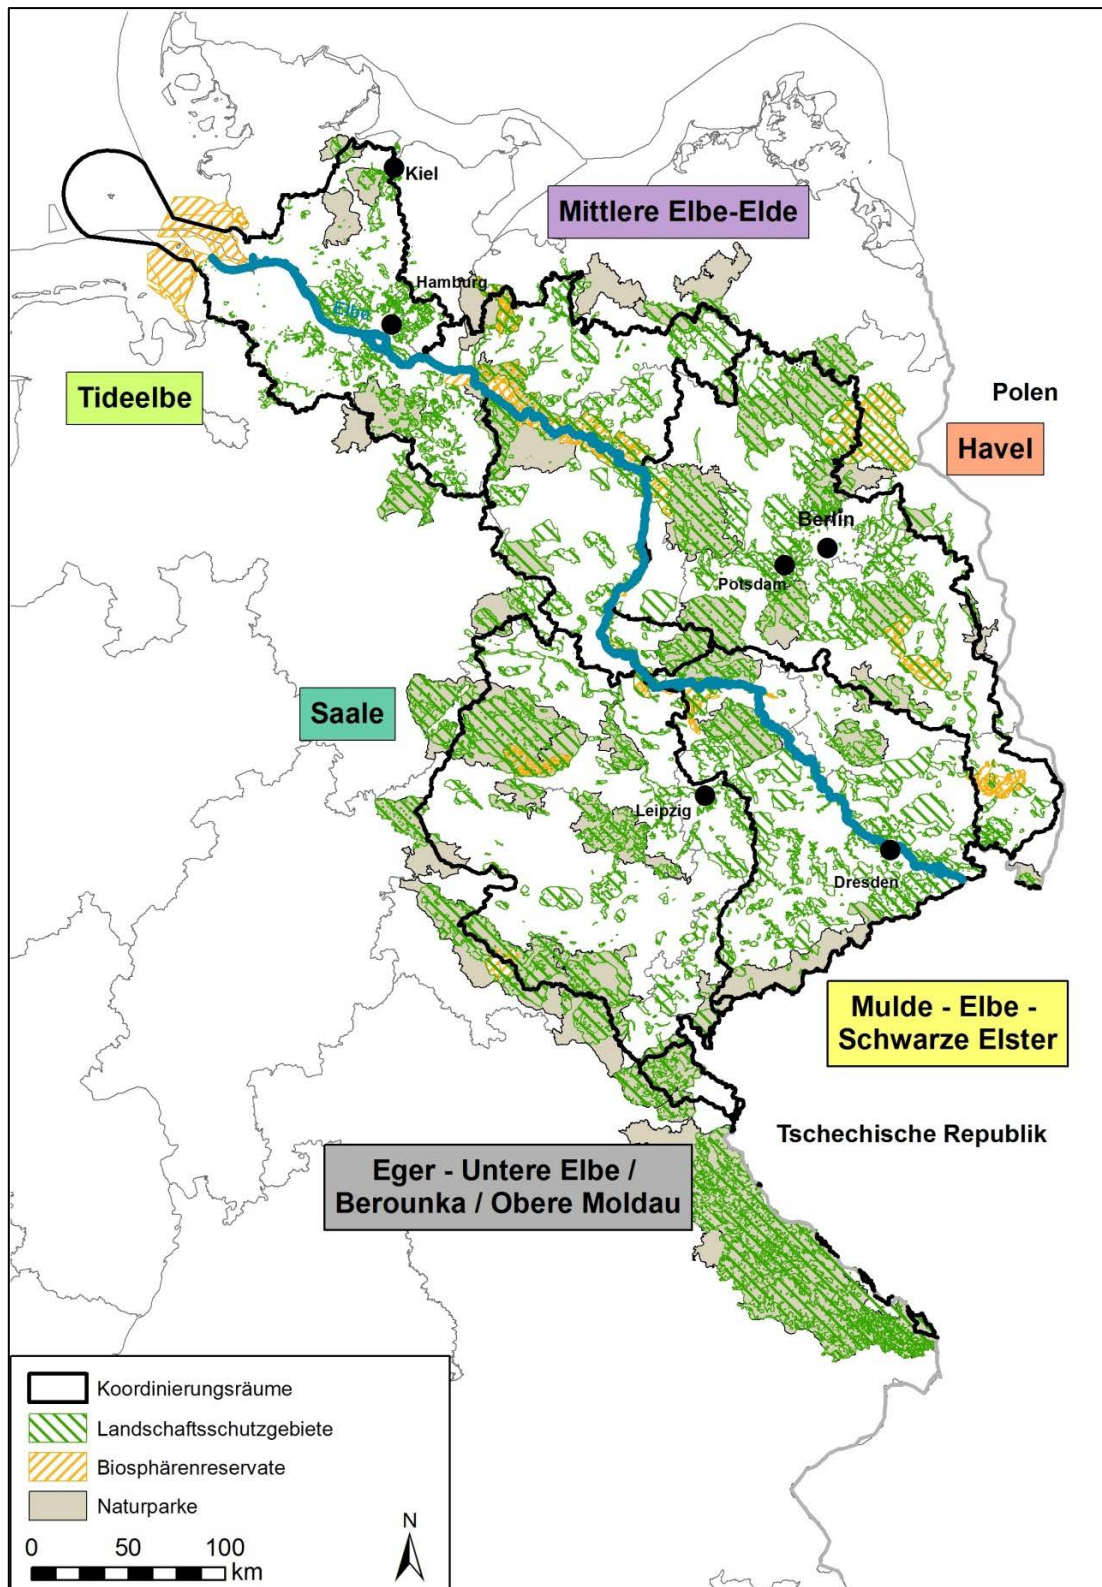 Kiel
Mittlere Elbe-Elde
Hamburg
Elbe
Tideelbe
Polen
Havel
Berlin
Potsdam
Saale
Leipzig
Dresden
Mulde - Elbe -
Schwarze Elster
Tschechische Republik
Eger - Untere Elbe /
Berounka / Obere Moldau
Koordinierungsräume
Landschaftsschutzgebiete
Biosphärenreservate
Naturparke
N
0 50 100
km